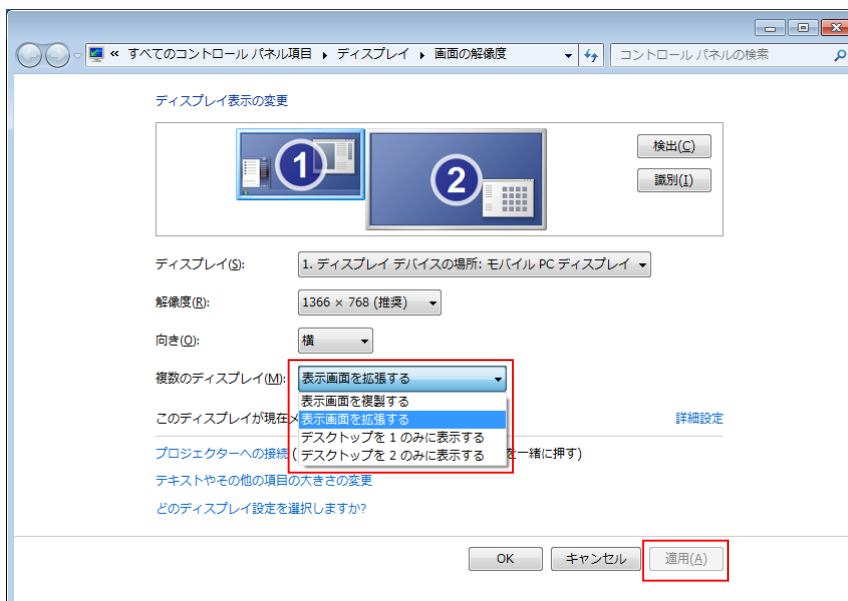 « すべてのコントロール パネル項目 ▸ ディスプレイ ▸ 画面の解像度
コントロール パネルの検索
ディスプレイ表示の変更
1
2
検出(C)
識別(I)
ディスプレイ(S):
1. ディスプレイ デバイスの場所: モバイル PC ディスプレイ
解像度(R):
1366 × 768 (推奨)
向き(O):
横
複数のディスプレイ(M):
表示画面を拡張する
表示画面を複製する
表示画面を拡張する
デスクトップを 1 のみに表示する
デスクトップを 2 のみに表示する
このディスプレイが現在メ
詳細設定
プロジェクターへの接続 (
を一緒に押す)
テキストやその他の項目の大きさの変更
どのディスプレイ設定を選択しますか?
OK
キャンセル
適用(A)